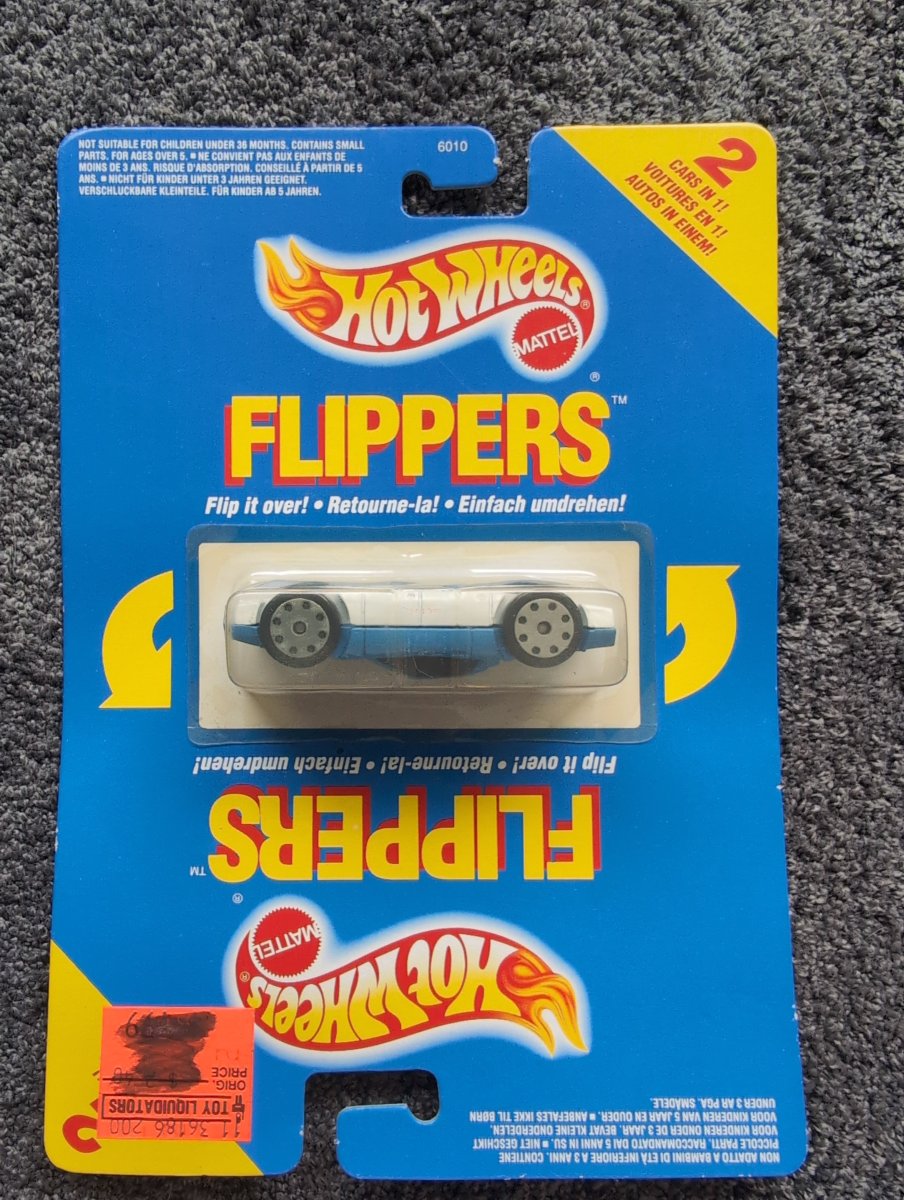 NOT SUITABLE FOR CHILDREN UNDER 36 MONTHS. CONTAINS SMALL
PARTS. FOR AGES OVER 5. ■ NE CONVIENT PAS AUX ENFANTS DE
MOINS DE 3 ANS. RISQUE D'ABSORPTION. CONSEILLÉ À PARTIR DE 5
ANS. ■ NICHT FÜR KINDER UNTER 3 JAHREN GEEIGNET.
VERSCHLUCKBARE KLEINTEILE. FÜR KINDER AB 5 JAHREN.
6010
2
CARS IN 1!
VOITURES EN 1!
AUTOS IN EINEM!
HOT WHEELS®
MATTEL
®
FLIPPERS™
Flip it over! • Retourne-la! • Einfach umdrehen!
Flip it over! • Retourne-la! • Einfach umdrehen!
FLIPPERS™
®
MATTEL
HOT WHEELS®
ORIG.
PRICE
TOY LIQUIDATORS
11 36186 200
NON ADATTO A BAMBINI DI ETÀ INFERIORE A 3 ANNI. CONTIENE
PICCOLE PARTI. RACCOMANDATO DAI 5 ANNI IN SU. ■ NIET GESCHIKT
VOOR KINDEREN ONDER 3 JAAR. BEVAT KLEINE ONDERDELEN.
VOOR KINDEREN VAN 5 JAAR EN OUDER. ■ ANBEFALES IKKE TIL BØRN
UNDER 3 AR PGA. SMÅDELE.